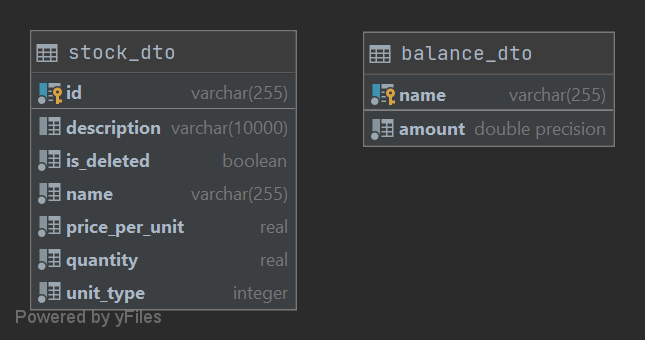 stock_dto
id varchar(255)
description varchar(10000)
is_deleted boolean
name varchar(255)
price_per_unit real
quantity real
unit_type integer
balance_dto
name varchar(255)
amount double precision
Powered by yFiles